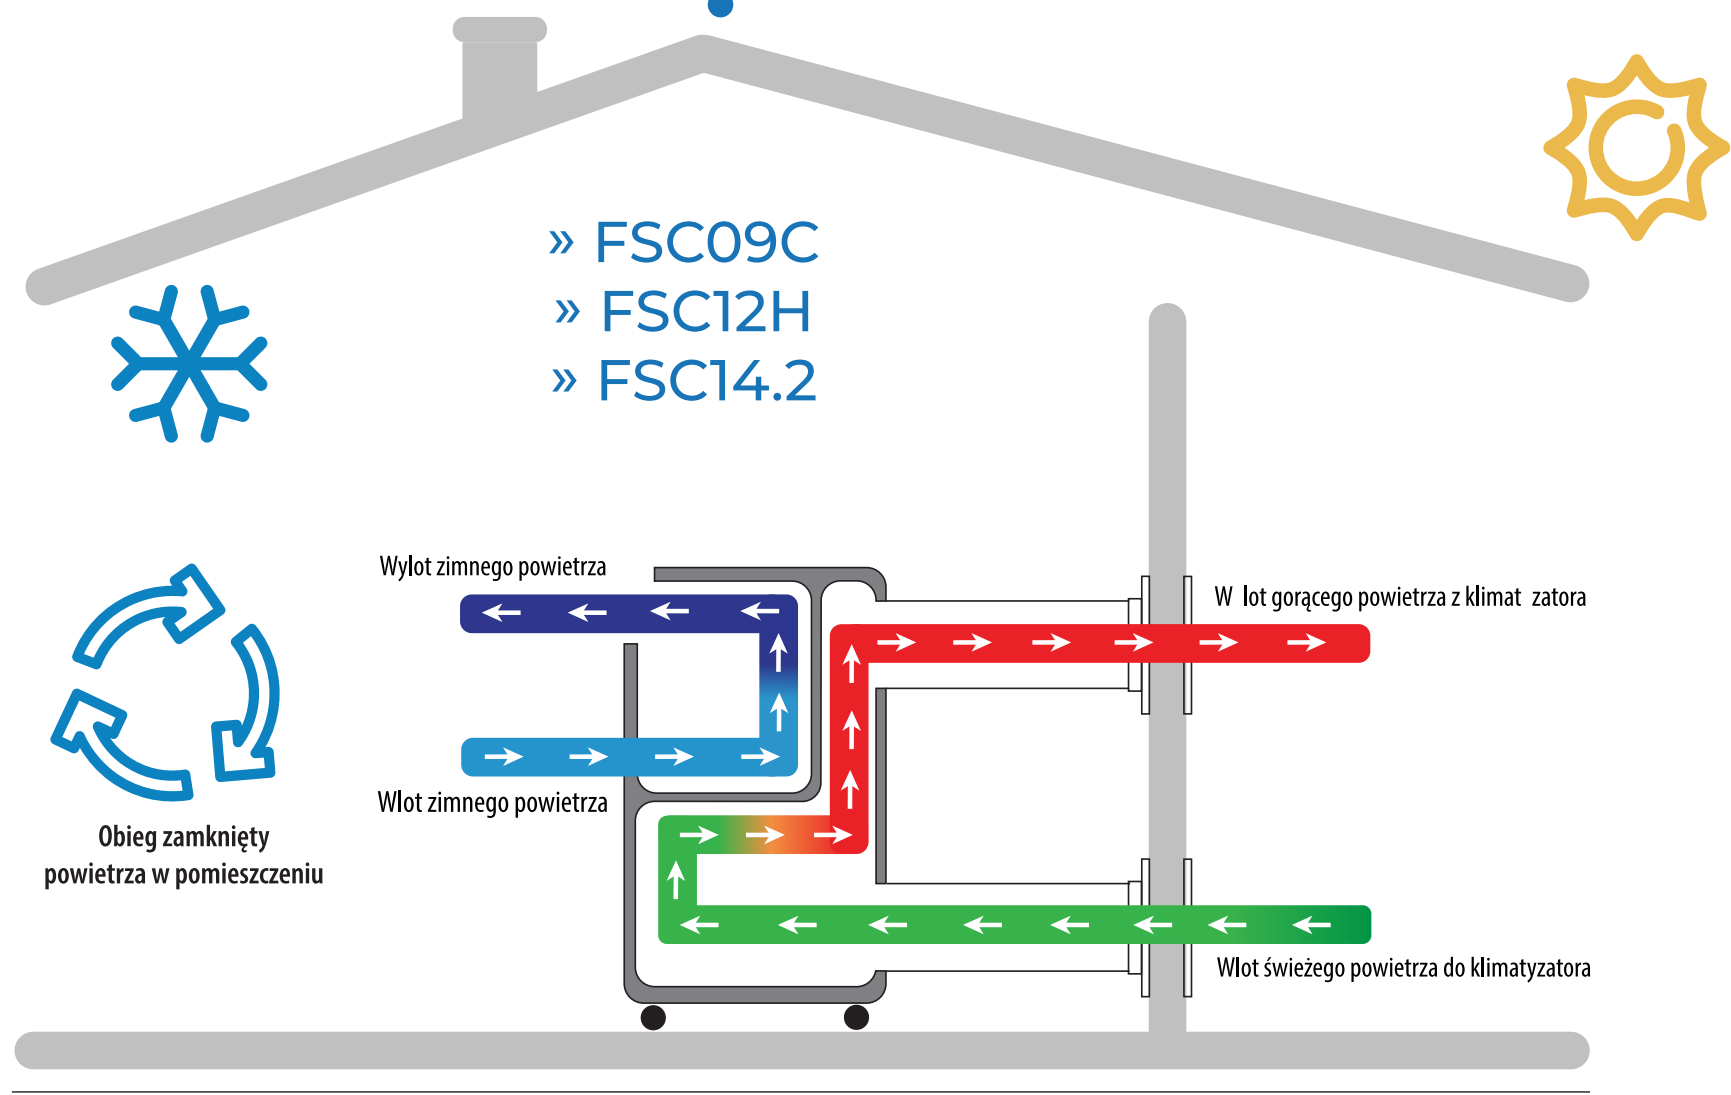 » FSC09C
» FSC12H
» FSC14.2
Wylot zimnego powietrza
W lot gorącego powietrza z klimat zatora
Wlot zimnego powietrza
Obieg zamknięty
powietrza w pomieszczeniu
Wlot świeżego powietrza do klimatyzatora